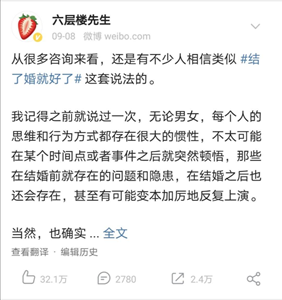 六层楼先生
09-08 微博 weibo.com
从很多咨询来看，还是有不少人相信类似 #结
了婚就好了# 这套说法的。
我记得之前就说过一次，无论男女，每个人的
思维和行为方式都存在很大的惯性，不太可能
在某个时间点或者事件之后就突然顿悟，那些
在结婚前就存在的问题和隐患，在结婚之后也
还会存在，甚至有可能变本加厉地反复上演。
当然，也确实 ... 全文
查看翻译 · 编辑历史
32.1万 2780 2.4万